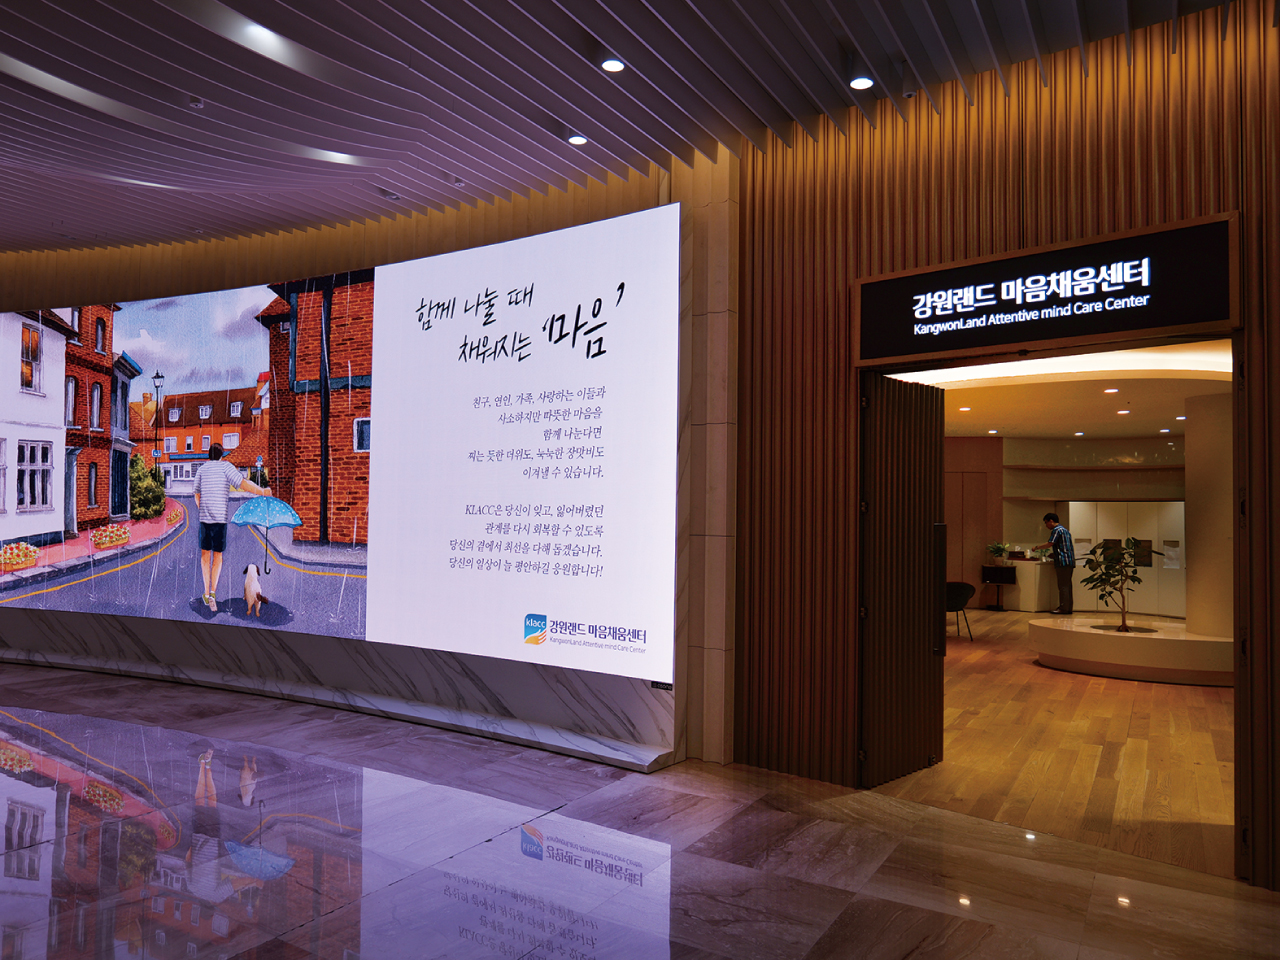 함께 나눌 때
채워지는 '마음'
친구, 연인, 가족, 사랑하는 이들과
사소하지만 따뜻한 마음을
함께 나눈다면
찌는 듯한 더위도, 눅눅한 장맛비도
이겨낼 수 있습니다.
KLACC은 당신이 잊고, 잃어버렸던
관계를 다시 회복할 수 있도록
당신의 곁에서 최선을 다해 돕겠습니다.
당신의 일상이 늘 평안하길 응원합니다!
klacc
강원랜드 마음채움센터
KangwonLand Attentive mind Care Center
강원랜드 마음채움센터
KangwonLand Attentive mind Care Center